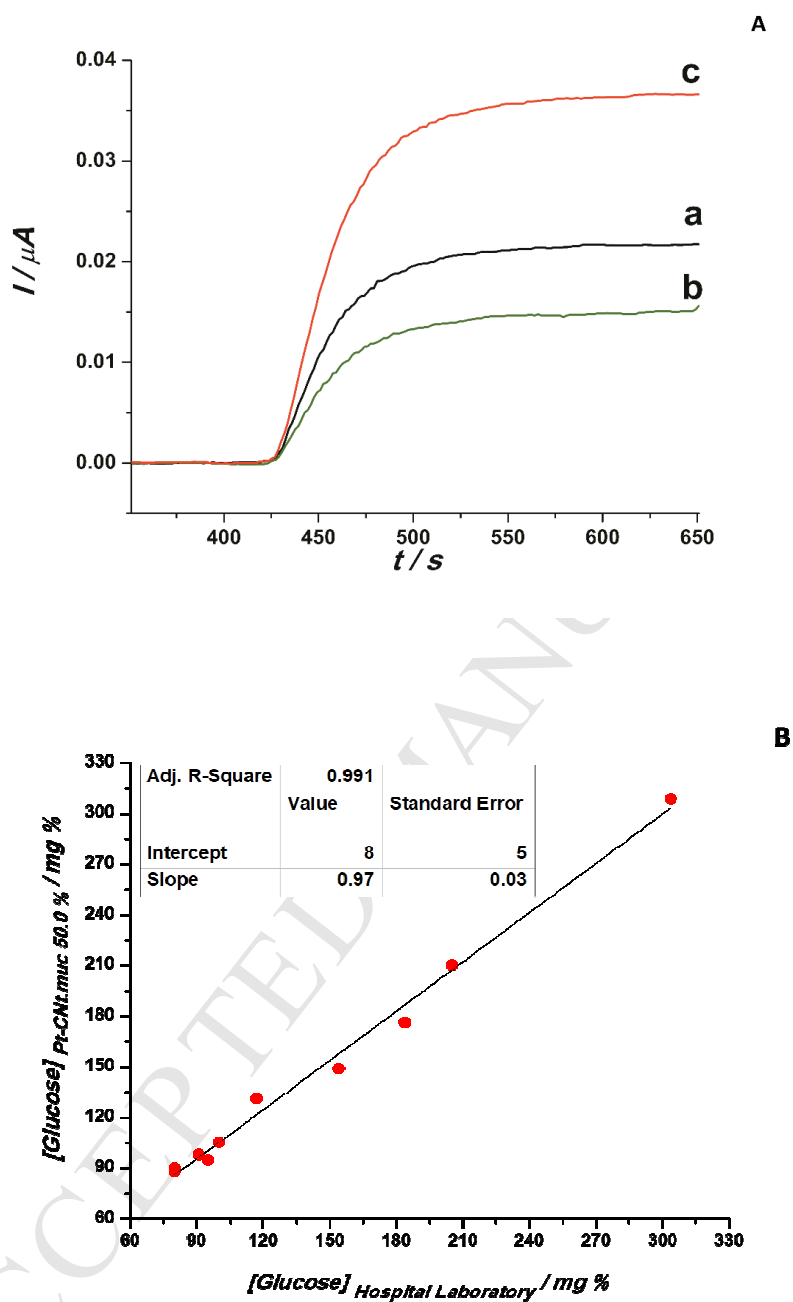 A
0.04
0.03
0.02
0.01
0.00
I / µA
c
a
b
400 450 500 550 600 650
t / s
B
330
300
270
240
210
180
150
120
90
60
[Glucose] Pt-CNt.muc 50.0 % / mg %
Adj. R-Square 0.991
Value Standard Error
Intercept 8 5
Slope 0.97 0.03
60 90 120 150 180 210 240 270 300 330
[Glucose] Hospital Laboratory / mg %
CCEPTED MANU